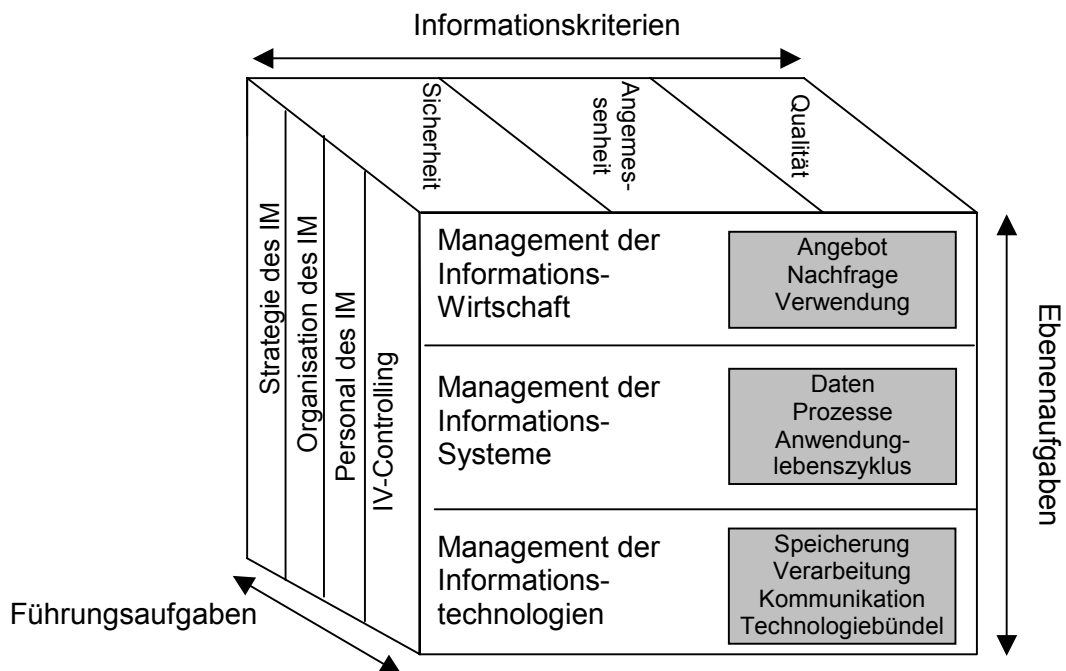 Informationskriterien
Sicherheit
Angemes-
senheit
Qualität
Strategie des IM
Organisation des IM
Personal des IM
IV-Controlling
Management der
Informations-
Wirtschaft
Angebot
Nachfrage
Verwendung
Management der
Informations-
Systeme
Daten
Prozesse
Anwendung-
lebenszyklus
Management der
Informations-
technologien
Speicherung
Verarbeitung
Kommunikation
Technologiebündel
Ebenenaufgaben
Führungsaufgaben